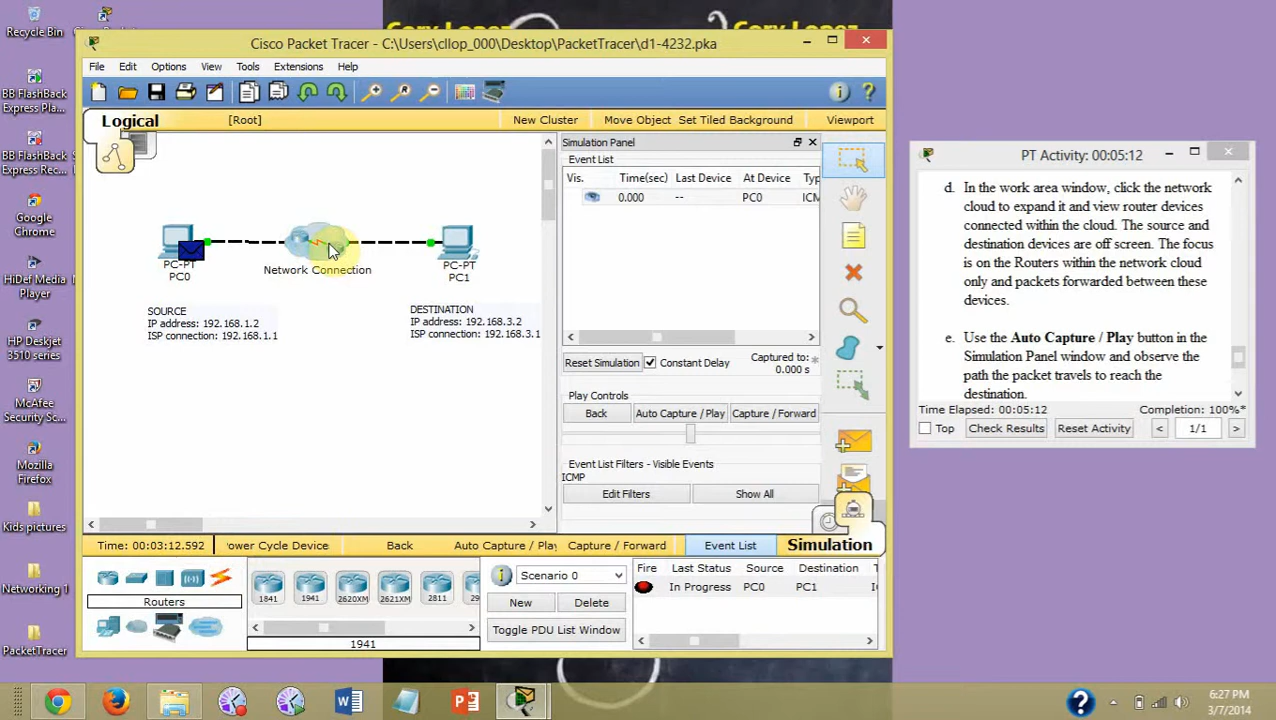 Recycle Bin
BB FlashBack
Express Pla...
BB FlashBack
Express Rec...
Google
Chrome
HiDef Media
Player
HP Deskjet
3510 series
McAfee
Security Sc...
Mozilla
Firefox
Kids pictures
Networking 1
PacketTracer
Cory Lopez
Cory Lopez
Cisco Packet Tracer - C:\Users\cllop_000\Desktop\PacketTracer\d1-4232.pka
File Edit Options View Tools Extensions Help
Logical
[Root]
New Cluster Move Object Set Tiled Background Viewport
PC-PT
PC0
Network Connection
PC-PT
PC1
SOURCE
IP address: 192.168.1.2
ISP connection: 192.168.1.1
DESTINATION
IP address: 192.168.3.2
ISP connection: 192.168.3.1
Simulation Panel
Event List
Vis. Time(sec) Last Device At Device Typ
0.000 -- PC0 ICM
Reset Simulation Constant Delay
Captured to: *
0.000 s
Play Controls
Back Auto Capture / Play Capture / Forward
Event List Filters - Visible Events
ICMP
Edit Filters Show All
Time: 00:03:12.592 ower Cycle Device Back Auto Capture / Play Capture / Forward Event List Simulation
Routers
1841 1941 2620XM 2621XM 2811 29
1941
Scenario 0
New Delete
Toggle PDU List Window
Fire Last Status Source Destination T
In Progress PC0 PC1 I
PT Activity: 00:05:12
d. In the work area window, click the network
cloud to expand it and view router devices
connected within the cloud. The source and
destination devices are off screen. The focus
is on the Routers within the network cloud
only and packets forwarded between these
devices.
e. Use the Auto Capture / Play button in the
Simulation Panel window and observe the
path the packet travels to reach the
destination.
Time Elapsed: 00:05:12 Completion: 100%*
Top Check Results Reset Activity < 1/1 >
6:27 PM
3/7/2014